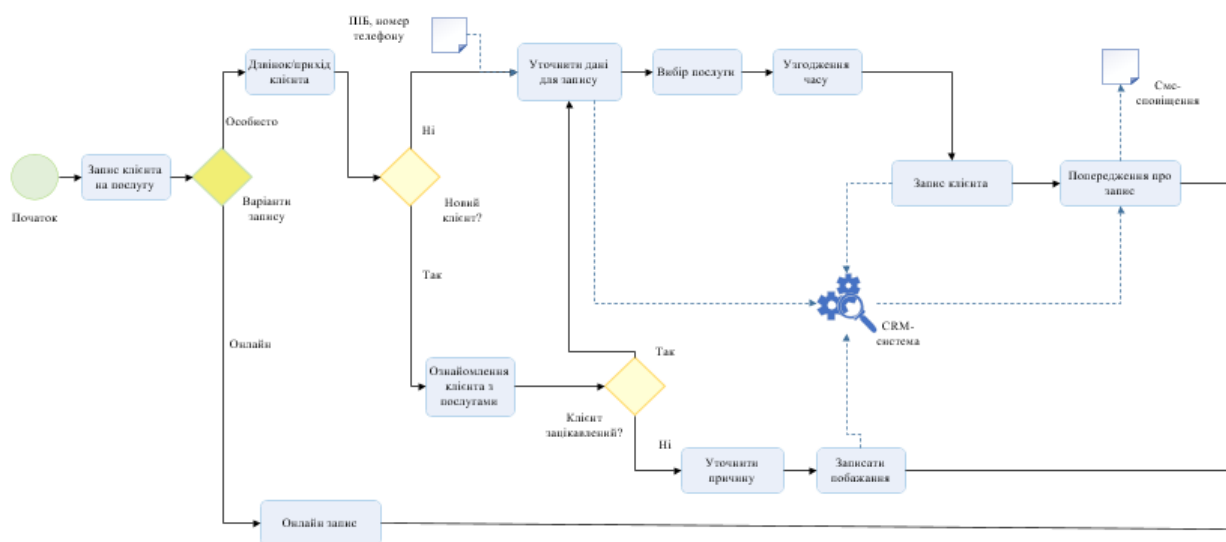 ПІБ, номер
телефону
Дзвінок/прихід
клієнта
Уточнити дані
для запису
Вибір послуги
Узгодження
часу
Смс-
сповіщення
Особисто
Ні
Запис клієнта
на послугу
Початок
Варіанти
запису
Новий
клієнт?
Запис клієнта
Попередження про
запис
Так
CRM-
система
Онлайн
Так
Ознайомлення
клієнта з
послугами
Клієнт
зацікавлений?
Ні
Уточнити
причину
Записати
побажання
Онлайн запис